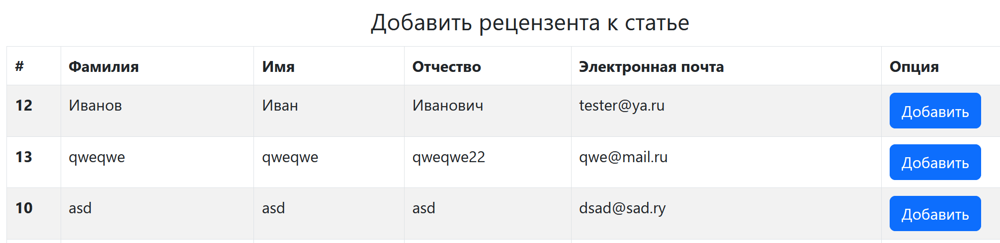 Добавить рецензента к статье
# Фамилия Имя Отчество Электронная почта Опция
12 Иванов Иван Иванович tester@ya.ru Добавить
13 qweqwe qweqwe qweqwe22 qwe@mail.ru Добавить
10 asd asd asd dsad@sad.ry Добавить